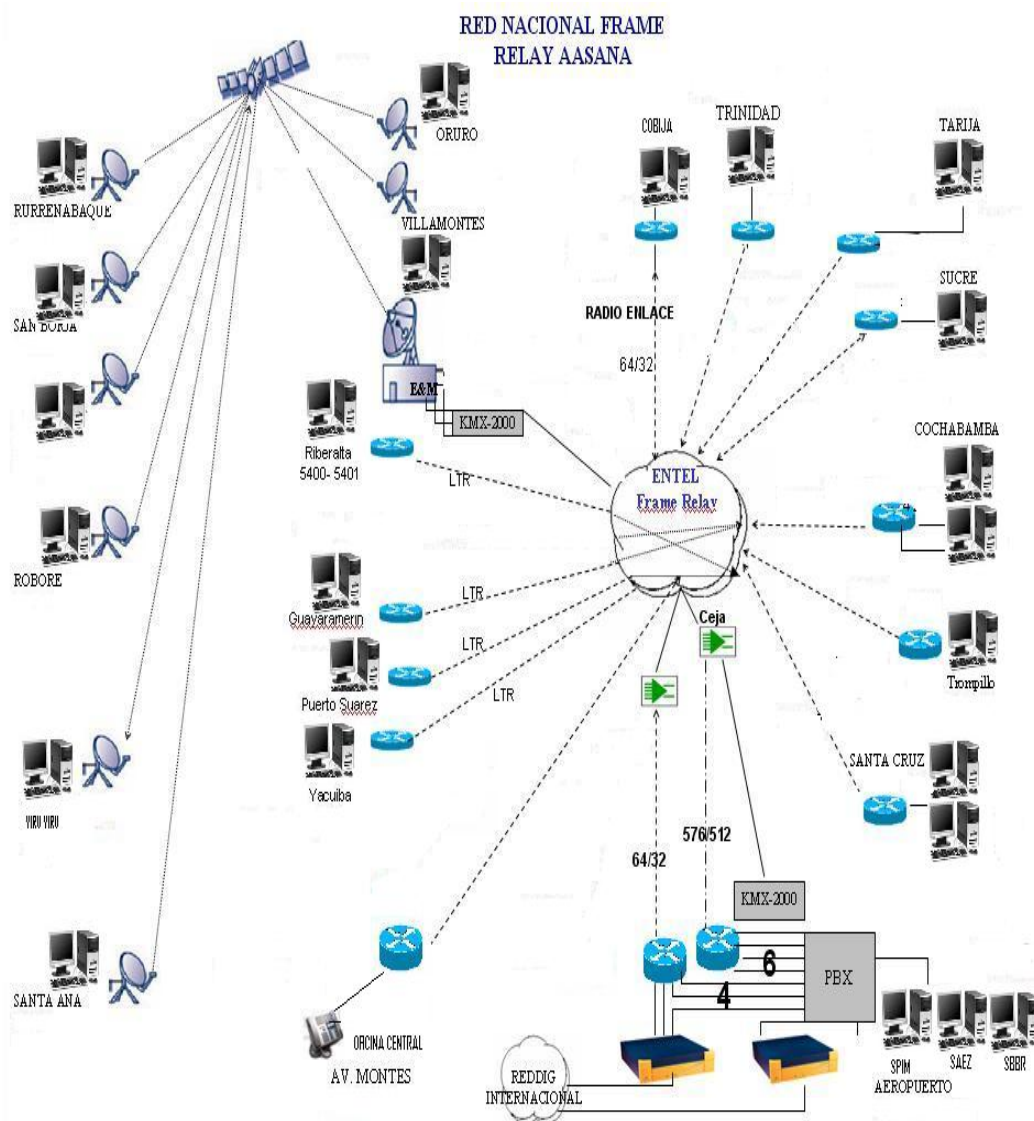 RED NACIONAL FRAME
RELAY AASANA
ORURO
COBIJA
TRINIDAD
TARIJA
RURRENABAQUE
VILLAMONTES
SUCRE
SAN BORJA
RADIO ENLACE
64/32
E&M
KMX-2000
COCHABAMBA
Riberalta
5400- 5401
LTR
ENTEL
Frame Relay
ROBORE
LTR
Guayaramerin
Ceja
LTR
Trompillo
Puerto Suarez
LTR
Yacuiba
SANTA CRUZ
VIRU VIRU
576/512
64/32
KMX-2000
6
PBX
4
SANTA ANA
OFICINA CENTRAL
AV. MONTES
REDDIG
INTERNACIONAL
SPIM
SAEZ
SBBR
AEROPUERTO